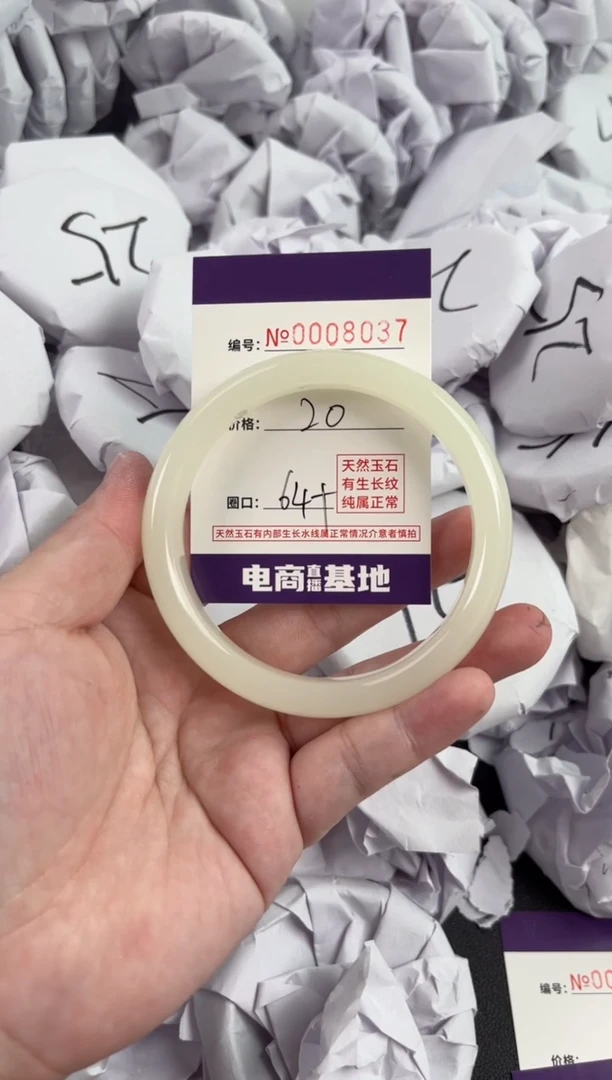 25
编号: №0008037
价格: 20
圈口: 64+
天然玉石
有生长纹
纯属正常
天然玉石有内部生长水线属正常情况介意者慎拍
电商直播基地
编号: №00
价格: